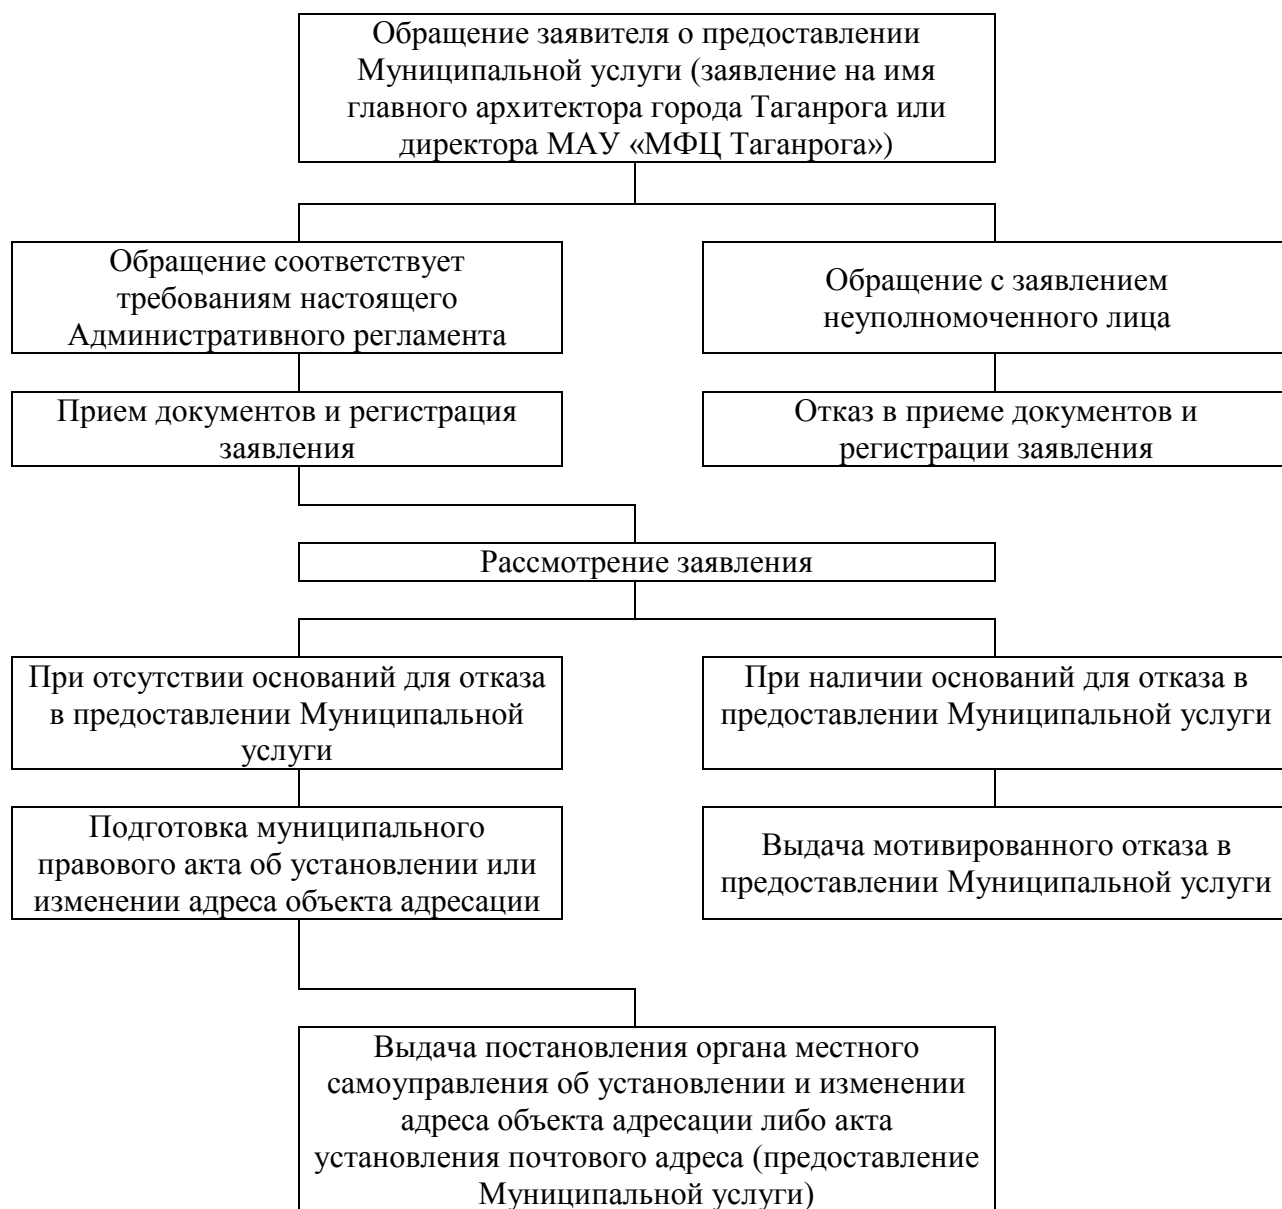 Обращение заявителя о предоставлении
Муниципальной услуги (заявление на имя
главного архитектора города Таганрога или
директора МАУ «МФЦ Таганрога»)
Обращение соответствует
требованиям настоящего
Административного регламента
Обращение с заявлением
неуполномоченного лица
Прием документов и регистрация
заявления
Отказ в приеме документов и
регистрации заявления
Рассмотрение заявления
При отсутствии оснований для отказа
в предоставлении Муниципальной
услуги
При наличии оснований для отказа в
предоставлении Муниципальной услуги
Подготовка муниципального
правового акта об установлении или
изменении адреса объекта адресации
Выдача мотивированного отказа в
предоставлении Муниципальной услуги
Выдача постановления органа местного
самоуправления об установлении и изменении
адреса объекта адресации либо акта
установления почтового адреса (предоставление
Муниципальной услуги)